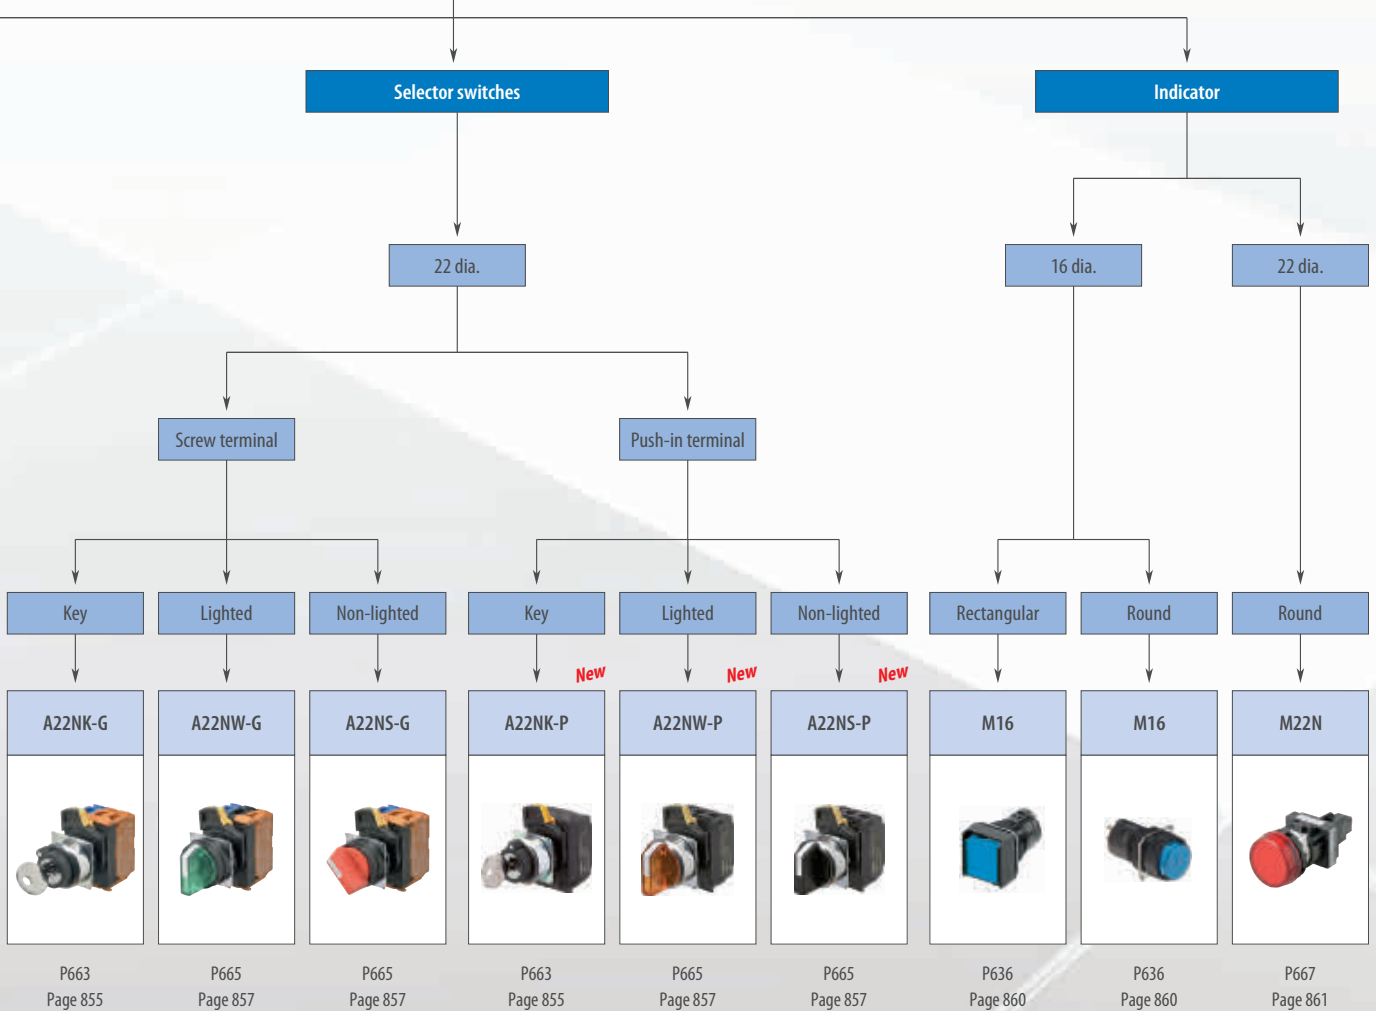 Selector switches
Indicator
22 dia.
16 dia.
22 dia.
Screw terminal
Push-in terminal
Key
Lighted
Non-lighted
Key
Lighted
Non-lighted
Rectangular
Round
Round
New
New
New
A22NK-G
A22NW-G
A22NS-G
A22NK-P
A22NW-P
A22NS-P
M16
M16
M22N
P663
P665
P665
P663
P665
P665
P636
P636
P667
Page 855
Page 857
Page 857
Page 855
Page 857
Page 857
Page 860
Page 860
Page 861